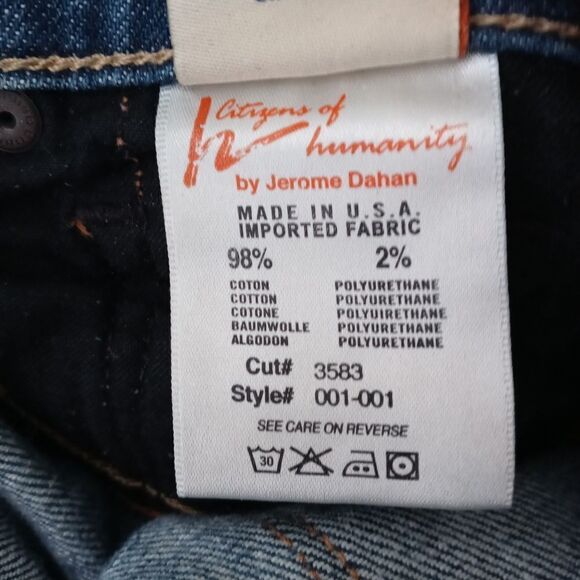 Citizens of
humanity
by Jerome Dahan
MADE IN U.S.A.
IMPORTED FABRIC
98% 2%
COTON POLYURETHANE
COTTON POLYURETHANE
COTONE POLYURETHANE
BAUMWOLLE POLYURETHANE
ALGODON POLYURETHANE
Cut# 3583
Style# 001-001
SEE CARE ON REVERSE
30